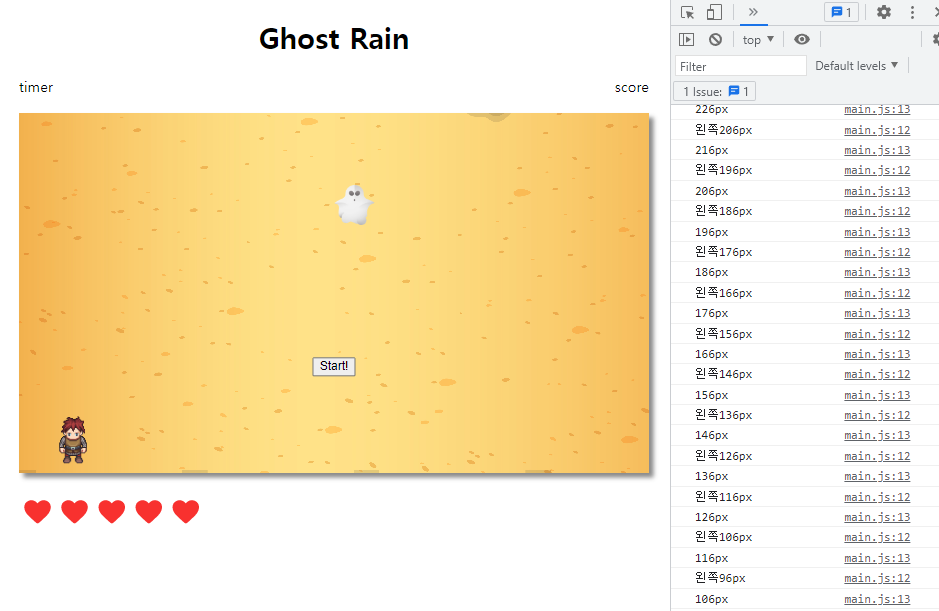 Ghost Rain
timer
score
Start!
1
top ▼
Filter
Default levels ▼
1 Issue: 1
226px main.js:13
왼쪽206px main.js:12
216px main.js:13
왼쪽196px main.js:12
206px main.js:13
왼쪽186px main.js:12
196px main.js:13
왼쪽176px main.js:12
186px main.js:13
왼쪽166px main.js:12
176px main.js:13
왼쪽156px main.js:12
166px main.js:13
왼쪽146px main.js:12
156px main.js:13
왼쪽136px main.js:12
146px main.js:13
왼쪽126px main.js:12
136px main.js:13
왼쪽116px main.js:12
126px main.js:13
왼쪽106px main.js:12
116px main.js:13
왼쪽96px main.js:12
106px main.js:13